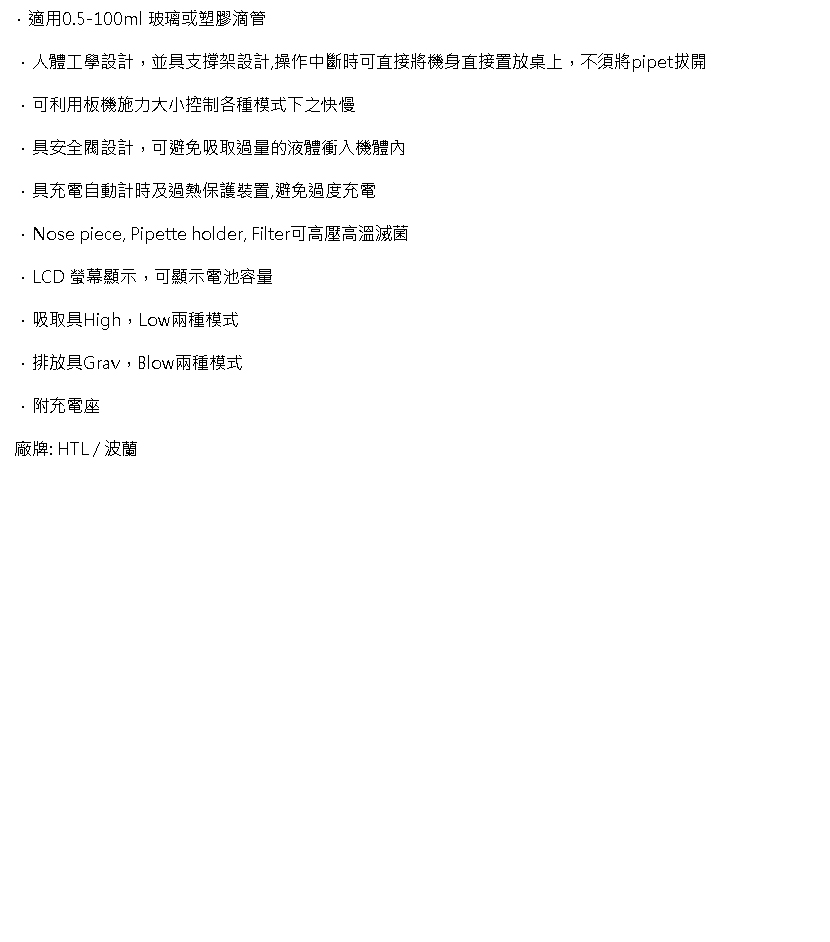 · 適用0.5-100ml 玻璃或塑膠滴管
· 人體工學設計，並具支撐架設計,操作中斷時可直接將機身直接置放桌上，不須將pipet拔開
· 可利用板機施力大小控制各種模式下之快慢
· 具安全閥設計，可避免吸取過量的液體衝入機體內
· 具充電自動計時及過熱保護裝置,避免過度充電
· Nose piece, Pipette holder, Filter可高壓高溫滅菌
· LCD 螢幕顯示，可顯示電池容量
· 吸取具High，Low兩種模式
· 排放具Grav，Blow兩種模式
· 附充電座
廠牌: HTL / 波蘭